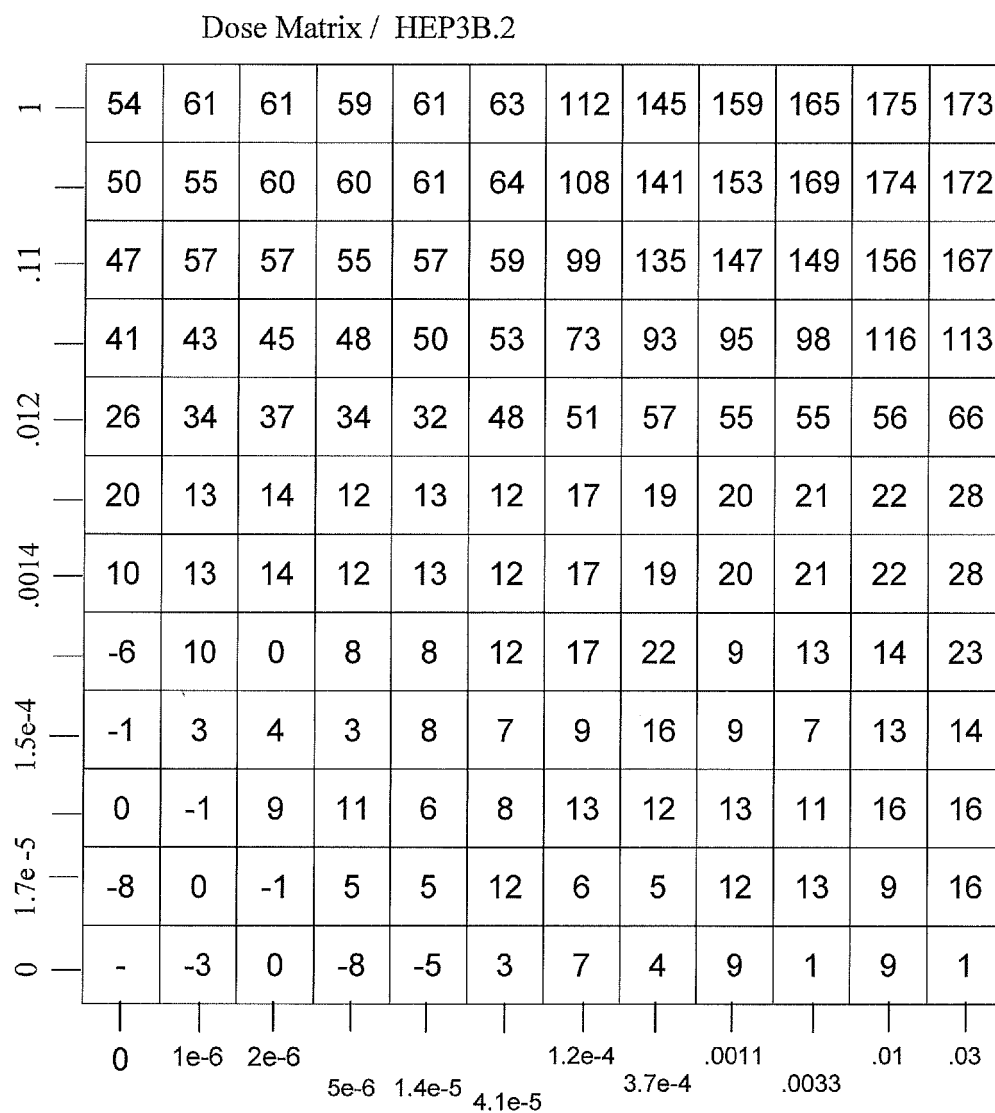 Dose Matrix / HEP3B.2
1 54 61 61 59 61 63 112 145 159 165 175 173
50 55 60 60 61 64 108 141 153 169 174 172
.11 47 57 57 55 57 59 99 135 147 149 156 167
41 43 45 48 50 53 73 93 95 98 116 113
.012 26 34 37 34 32 48 51 57 55 55 56 66
20 13 14 12 13 12 17 19 20 21 22 28
.0014 10 13 14 12 13 12 17 19 20 21 22 28
-6 10 0 8 8 12 17 22 9 13 14 23
1.5e-4 -1 3 4 3 8 7 9 16 9 7 13 14
0 -1 9 11 6 8 13 12 13 11 16 16
1.7e-5 -8 0 -1 5 5 12 6 5 12 13 9 16
0 - -3 0 -8 -5 3 7 4 9 1 9 1
0 1e-6 2e-6 1.2e-4 .0011 .01 .03
5e-6 1.4e-5 3.7e-4 .0033
4.1e-5